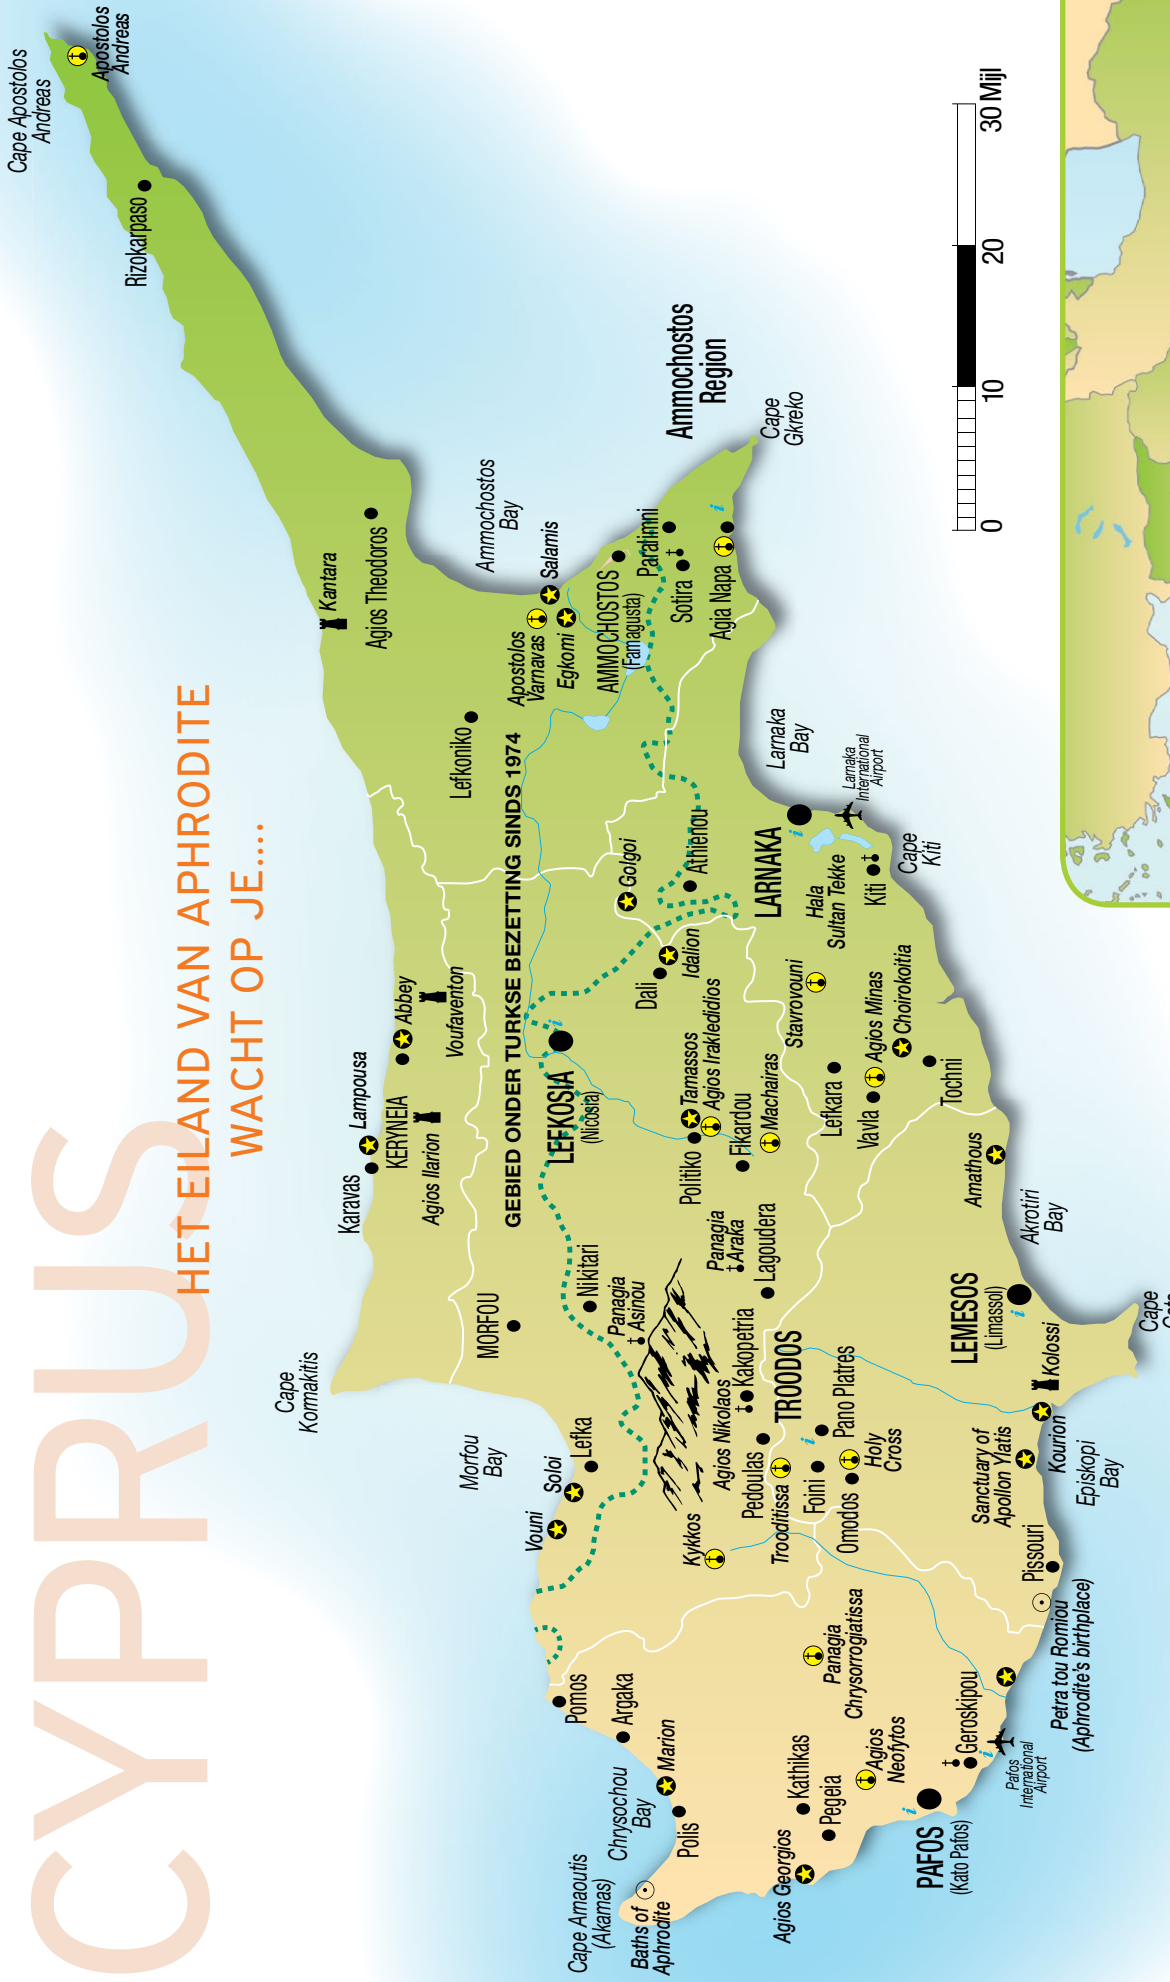 CYPRUS
HET EILAND VAN APHRODITE
WACHT OP JE....
Cape Apostolos
Andreas
Apostolos
Andreas
Rizokarpaso
Kantara
Agios Theodoros
Ammochostos
Bay
Lefkoniko
Apostolos
Varnavas
Salamis
Egkomi
AMMOCHOSTOS
(Famagusta)
Ammochostos
Region
Paralimni
Sotira
Agia Napa
Cape
Gkreko
Cape
Kormakitis
Karavas
Lampousa
KERYNEIA
Abbey
Agios Ilarion
Voufaventon
GEBIED ONDER TURKSE BEZETTING SINDS 1974
MORFOU
Morfou
Bay
Vouni
Soloi
Lefka
Nikitari
Panagia
Asinou
LEFKOSIA
(Nicosia)
Golgoi
Athienou
Dali
Idalion
Tamassos
Agios Irakledidios
Politiko
Fikardou
Machairas
Panagia
Araka
Lagoudera
Agios Nikolaos
Kakopetria
TROODOS
Pedoulas
Kykkos
Trooditissa
Foini
Pano Platres
Omodos
Holy
Cross
Stavrovouni
Lefkara
Vavla
Agios Minas
Choirokoitia
Tochni
LARNAKA
Larnaka
Bay
Larnaka
International
Airport
Hala
Sultan Tekke
Kiti
Cape
Kiti
Amathous
Akrotiri
Bay
LEMESOS
(Limassol)
Kolossi
Kourion
Sanctuary of
Apollon Ylatis
Episkopi
Bay
Cape
Pissouri
Petra tou Romiou
(Aphrodite's birthplace)
Pomos
Argaka
Chrysochou
Bay
Marion
Polis
Cape Arnaoutis
(Akamas)
Baths of
Aphrodite
Panagia
Chrysorrogiatissa
Kathikas
Pegeia
Agios
Neofytos
Agios Georgios
Geroskipou
PAFOS
(Kato Pafos)
Pafos
International
Airport
0 10 20 30 Mijl